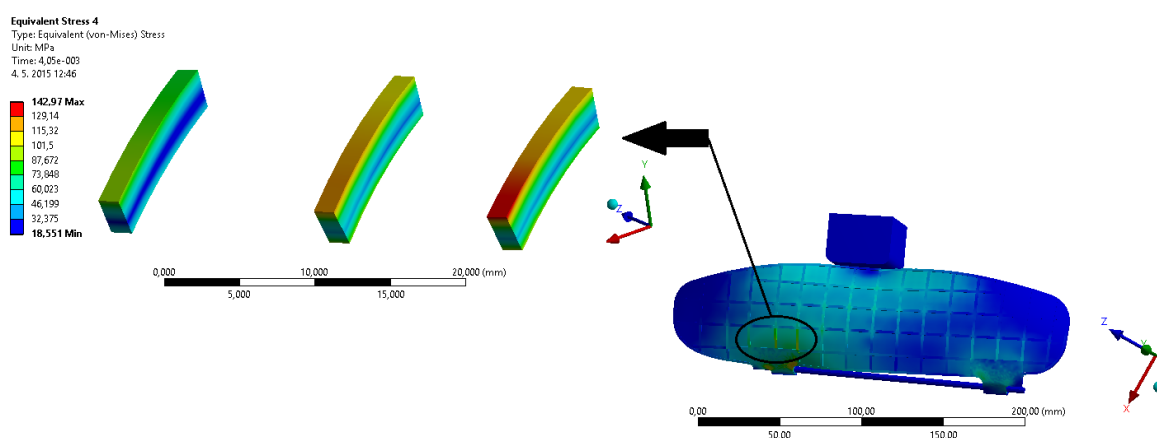 Equivalent Stress 4
Type: Equivalent (von-Mises) Stress
Unit: MPa
Time: 4,05e-003
4. 5. 2015 12:46
142,97 Max
129,14
115,32
101,5
87,672
73,848
60,023
46,199
32,375
18,551 Min
Y
Z
0,000 10,000 20,000 (mm)
5,000 15,000
Z
Y
X
0,00 100,00 200,00 (mm)
50,00 150,00